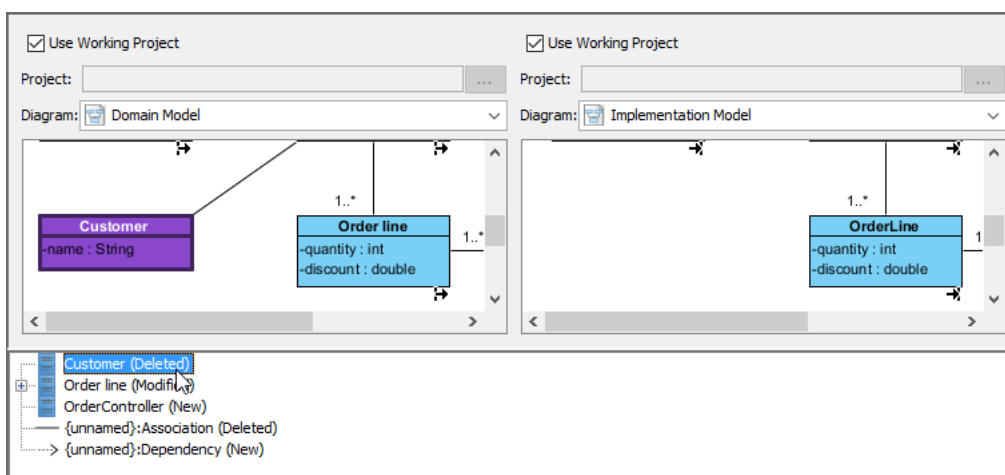 Use Working Project
Project:
...
Diagram: Domain Model
1..*
Customer
-name : String
Order line
-quantity : int
-discount : double
1..*
Use Working Project
Project:
...
Diagram: Implementation Model
1..*
OrderLine
-quantity : int
-discount : double
1
Customer (Deleted)
Order line (Modifi
OrderController (New)
{unnamed}:Association (Deleted)
{unnamed}:Dependency (New)